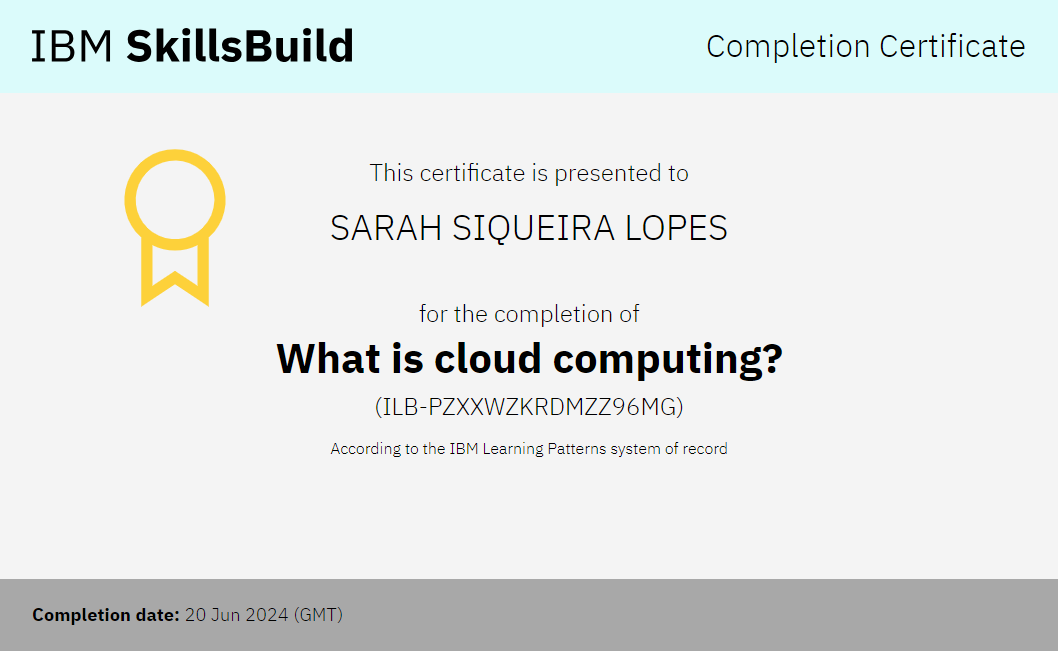 IBM SkillsBuild
Completion Certificate
This certificate is presented to
SARAH SIQUEIRA LOPES
for the completion of
What is cloud computing?
(ILB-PZXXWZKRDMZZ96MG)
According to the IBM Learning Patterns system of record
Completion date: 20 Jun 2024 (GMT)